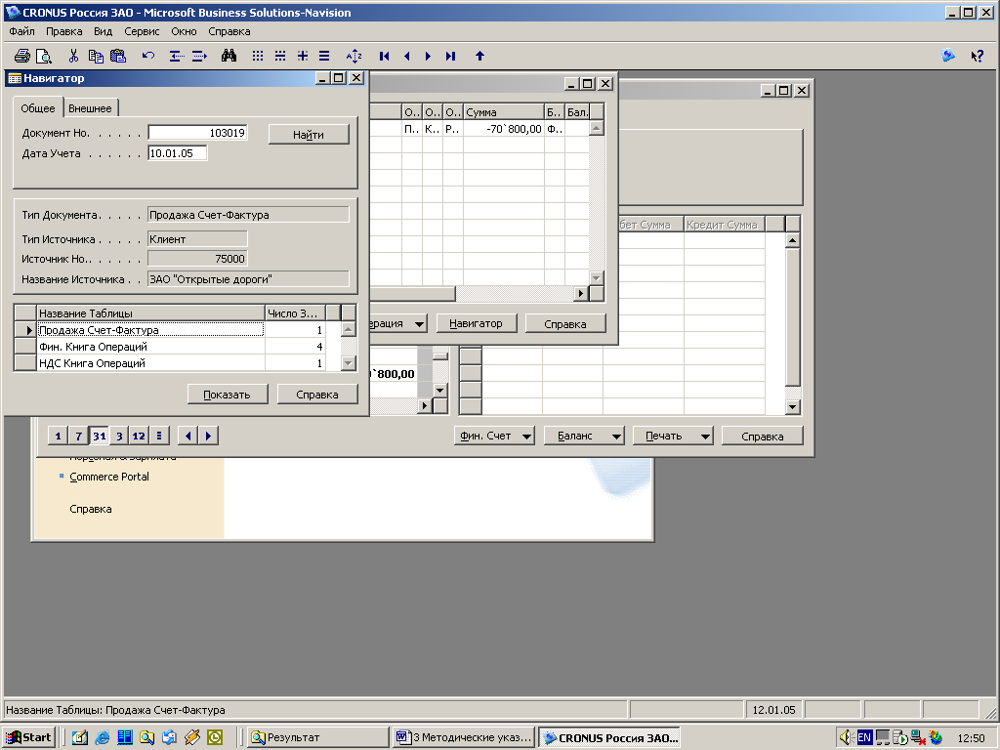 CRONUS Россия ЗАО - Microsoft Business Solutions-Navision
Файл Правка Вид Сервис Окно Справка
Навигатор
Общее Внешнее
Документ Но. . . . . . 103019 Найти
Дата Учета . . . . . . 10.01.05
Тип Документа. . . . . Продажа Счет-Фактура
Тип Источника . . . . . Клиент
Источник Но.. . . . . . 75000
Название Источника . . ЗАО "Открытые дороги"
Название Таблицы Число З...
Продажа Счет-Фактура 1
Фин. Книга Операций 4
НДС Книга Операций 1
Показать Справка
О.. О.. О.. Сумма Б.. Бал.
П.. К.. Р.. -70`800,00 Ф..
ерация Навигатор Справка
бет Сумма Кредит Сумма
0`800,00
1 7 31 3 12
Фин. Счет Баланс Печать Справка
Commerce Portal
Справка
Название Таблицы: Продажа Счет-Фактура 12.01.05
Start Результат 3 Методические указ... CRONUS Россия ЗАО... EN 12:50